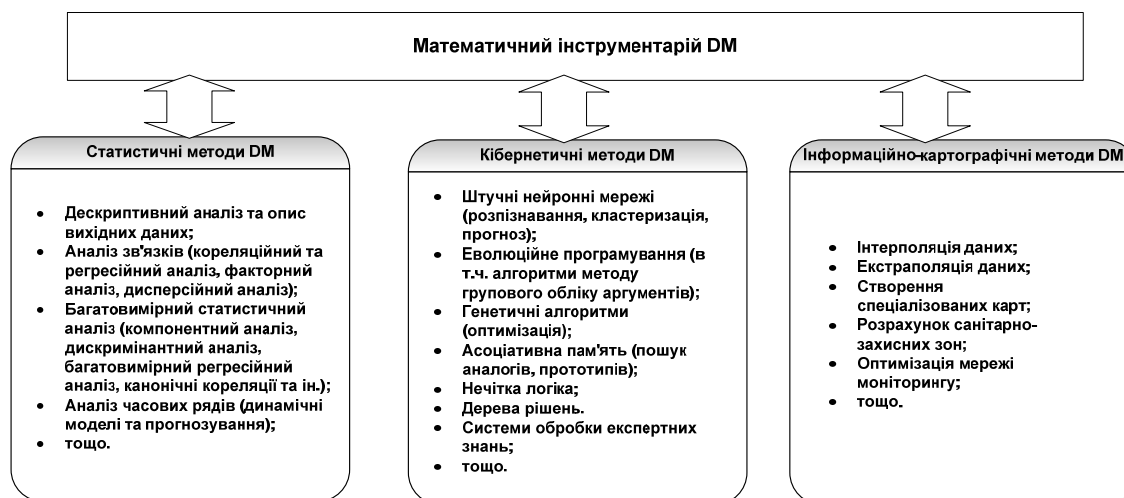 Математичний інструментарій DM
Статистичні методи DM
• Дескриптивний аналіз та опис
вихідних даних;
• Аналіз зв'язків (кореляційний та
регресійний аналіз, факторний
аналіз, дисперсійний аналіз);
• Багатовимірний статистичний
аналіз (компонентний аналіз,
дискримінантний аналіз,
багатовимірний регресійний
аналіз, канонічні кореляції та ін.);
• Аналіз часових рядів (динамічні
моделі та прогнозування);
• тощо.
Кібернетичні методи DM
• Штучні нейронні мережі
(розпізнавання, кластеризація,
прогноз);
• Еволюційне програмування (в
т.ч. алгоритми методу
групового обліку аргументів);
• Генетичні алгоритми
(оптимізація);
• Асоціативна пам'ять (пошук
аналогів, прототипів);
• Нечітка логіка;
• Дерева рішень.
• Системи обробки експертних
знань;
• тощо.
Інформаційно-картографічні методи DM
• Інтерполяція даних;
• Екстраполяція даних;
• Створення
спеціалізованих карт;
• Розрахунок санітарно-
захисних зон;
• Оптимізація мережі
моніторингу;
• тощо.